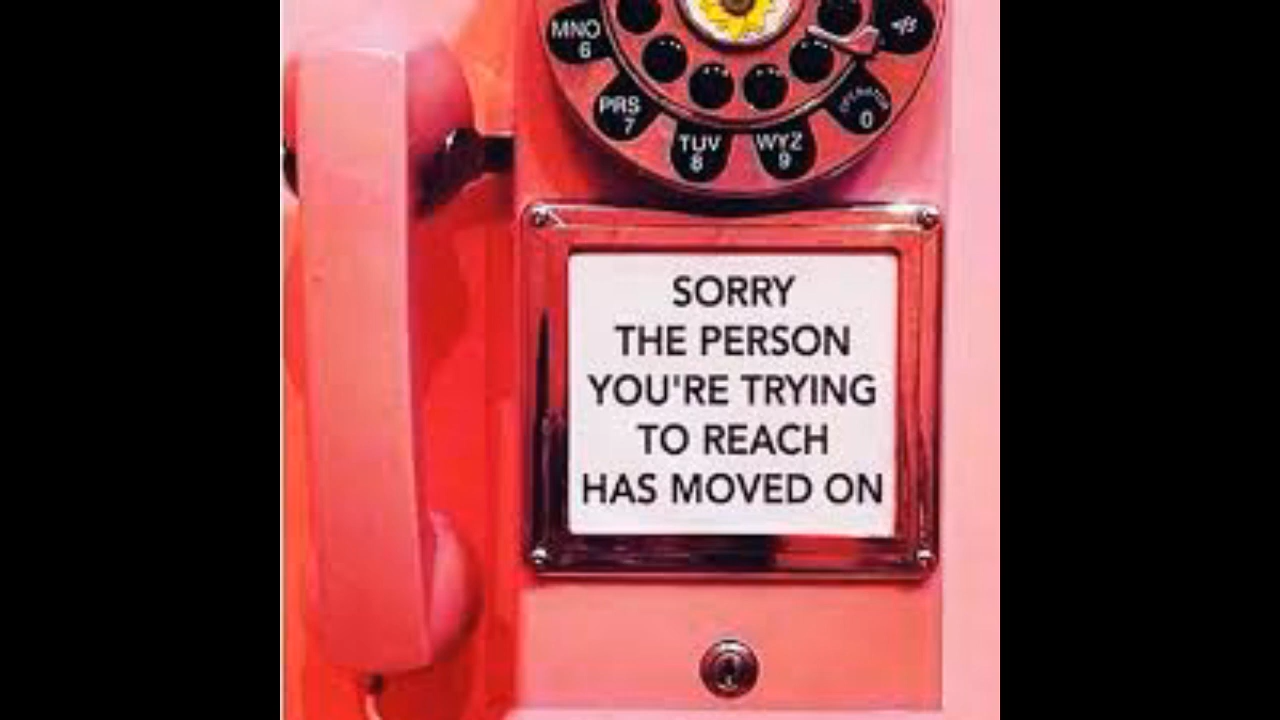 MNO
6
PRS
7
TUV
8
WYZ
9
OPERATOR
0
SORRY
THE PERSON
YOU'RE TRYING
TO REACH
HAS MOVED ON